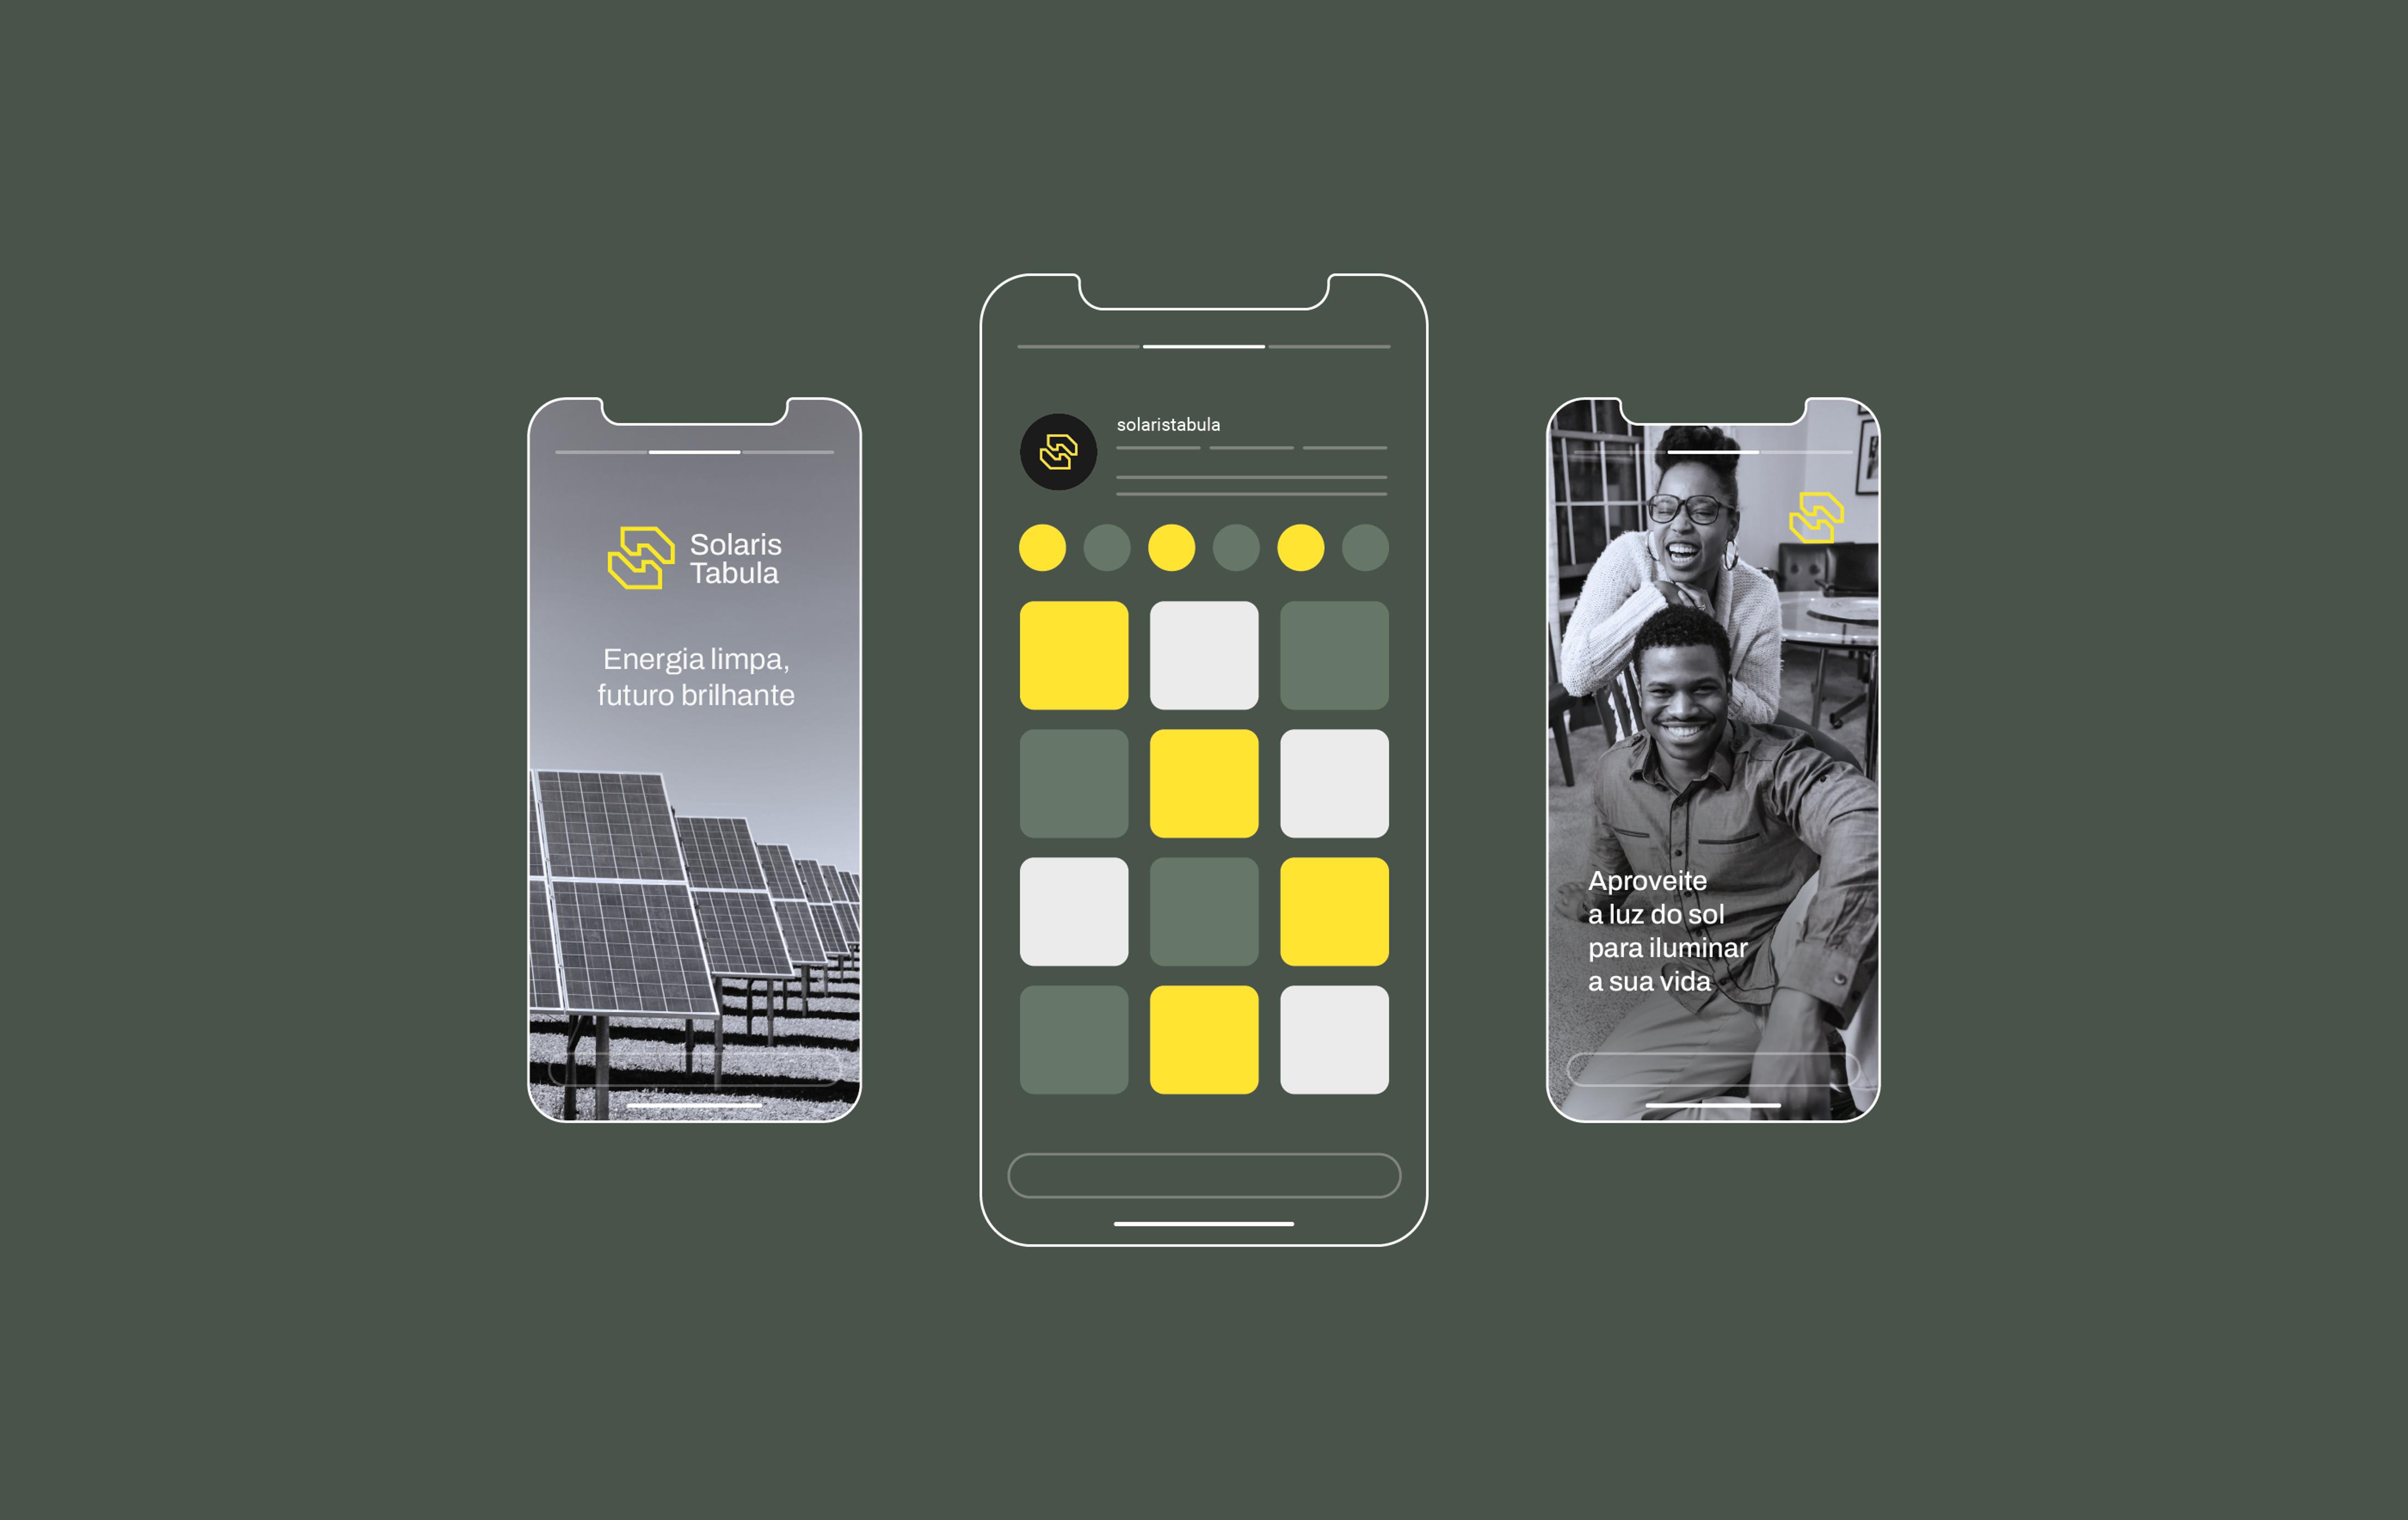 Solaris
Tabula
Energia limpa,
futuro brilhante
solaristabula
Aproveite
a luz do sol
para iluminar
a sua vida